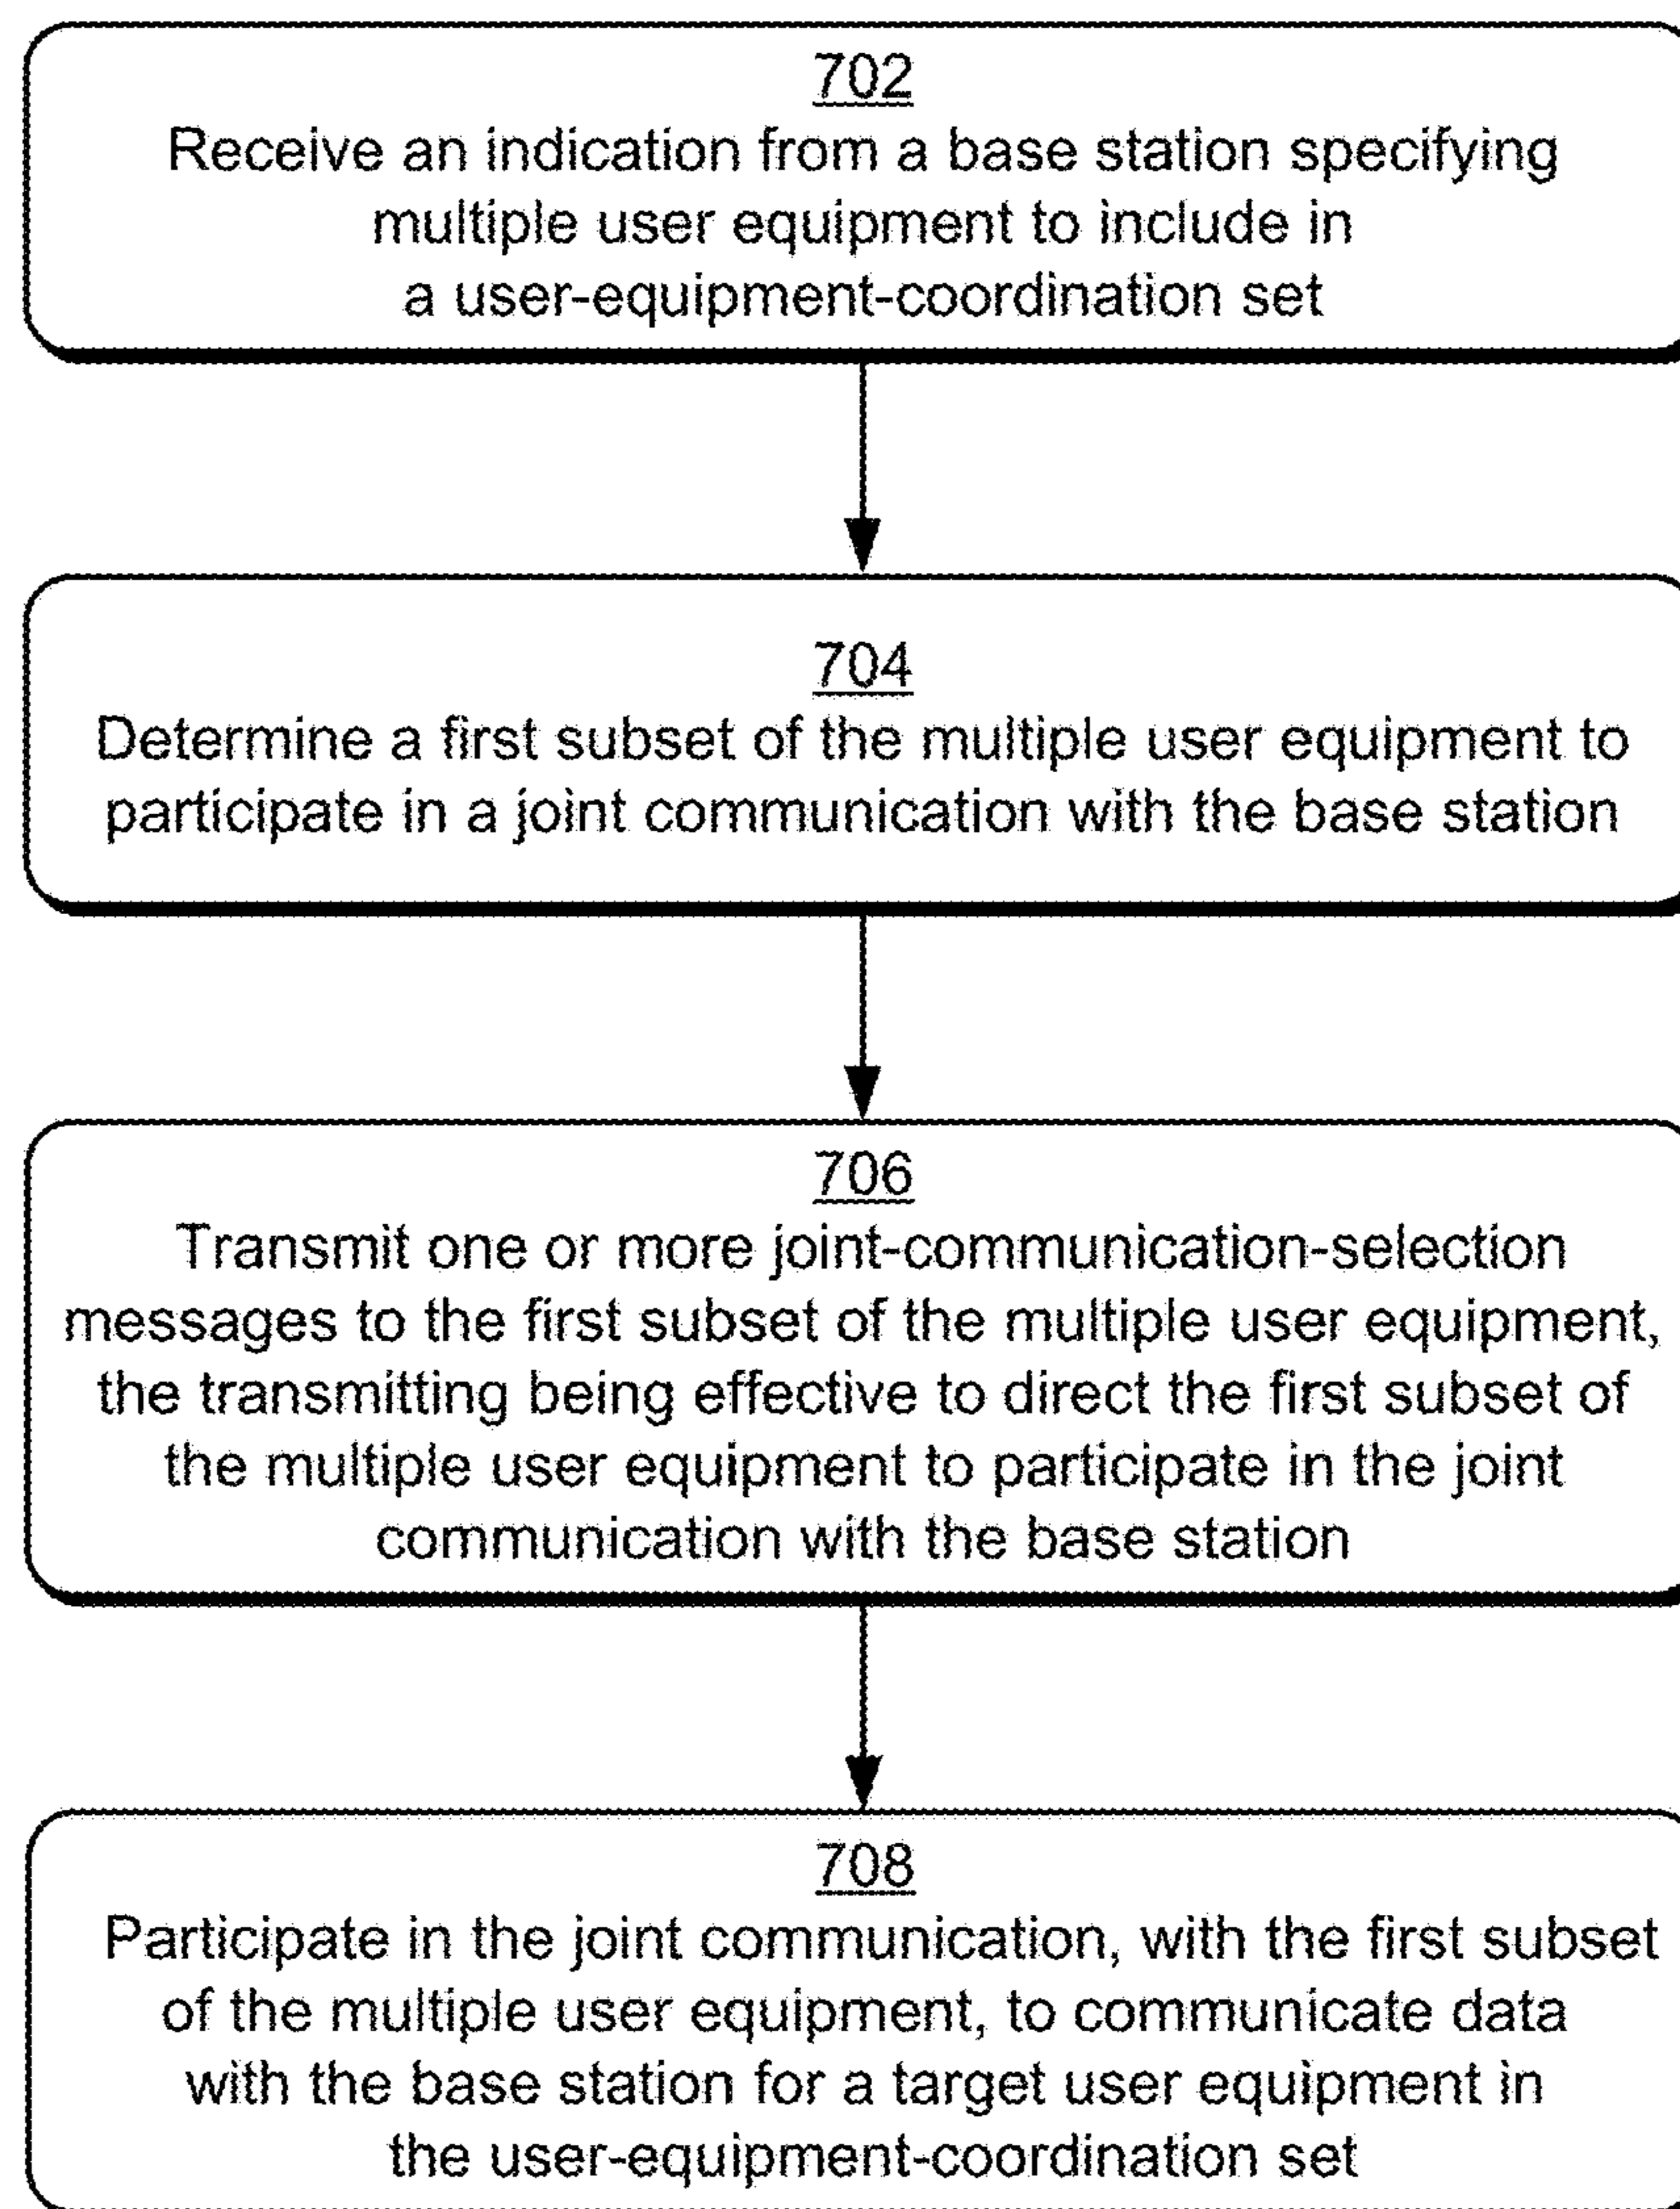 702
Receive an indication from a base station specifying
multiple user equipment to include in
a user-equipment-coordination set
704
Determine a first subset of the multiple user equipment to
participate in a joint communication with the base station
706
Transmit one or more joint-communication-selection
messages to the first subset of the multiple user equipment,
the transmitting being effective to direct the first subset of
the multiple user equipment to participate in the joint
communication with the base station
708
Participate in the joint communication, with the first subset
of the multiple user equipment, to communicate data
with the base station for a target user equipment in
the user-equipment-coordination set